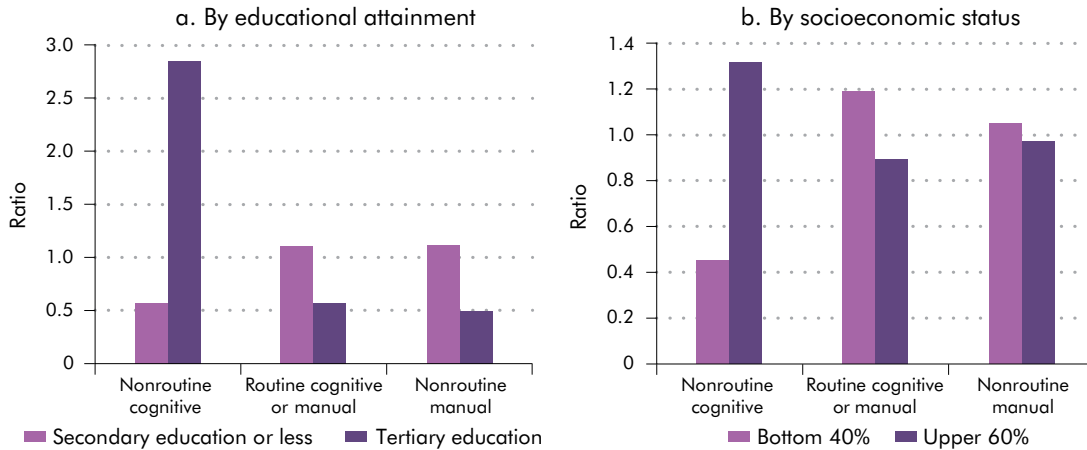 a. By educational attainment
3.0
2.5
2.0
1.5
1.0
0.5
0
Ratio
Nonroutine
cognitive
Routine cognitive
or manual
Nonroutine
manual
Secondary education or less
Tertiary education
b. By socioeconomic status
1.4
1.2
1.0
0.8
0.6
0.4
0.2
0
Ratio
Nonroutine
cognitive
Routine cognitive
or manual
Nonroutine
manual
Bottom 40%
Upper 60%